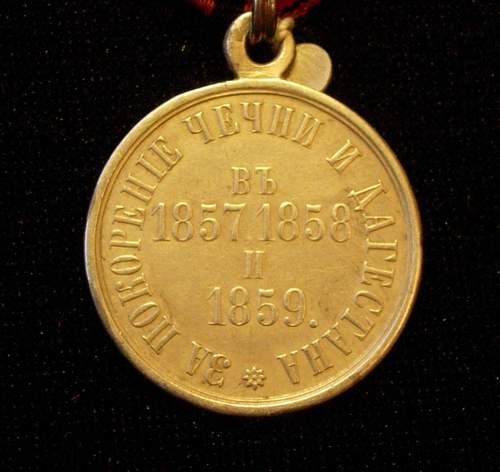 ЗА ПОКОРЕНІЕ ЧЕЧНИ И ДАГЕСТАНА
ВЪ
1857, 1858
И
1859.